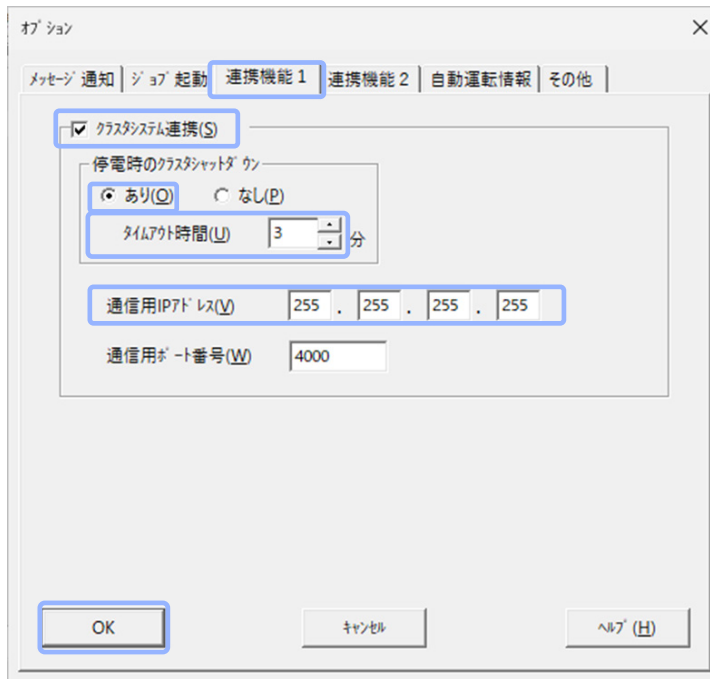 ｵﾌﾟｼｮﾝ
ﾒｯｾｰｼﾞ通知 ｼﾞｮﾌﾞ起動 連携機能1 連携機能2 自動運転情報 その他
ｸﾗｽﾀｼｽﾃﾑ連携(S)
停電時のｸﾗｽﾀｼｬｯﾄﾀﾞｳﾝ
あり(O) なし(P)
ﾀｲﾑｱｳﾄ時間(U) 3 分
通信用IPｱﾄﾞﾚｽ(V) 255 . 255 . 255 . 255
通信用ﾎﾟｰﾄ番号(W) 4000
OK ｷｬﾝｾﾙ ﾍﾙﾌﾟ(H)